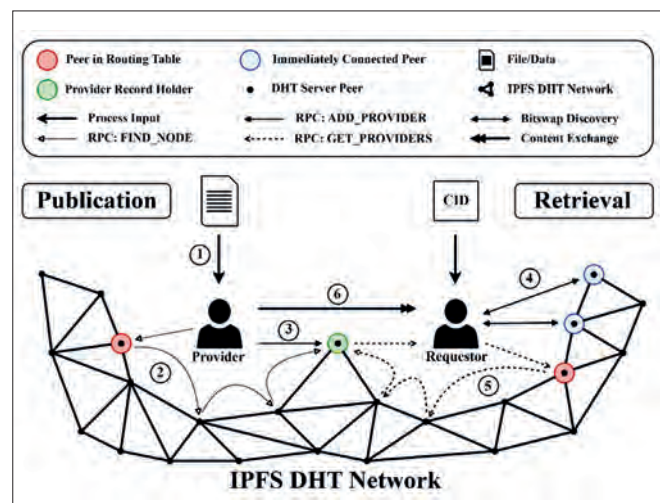 Peer in Routing Table
Immediately Connected Peer
File/Data
Provider Record Holder
DHT Server Peer
IPFS DHT Network
Process Input
RPC: ADD_PROVIDER
Bitswap Discovery
RPC: FIND_NODE
RPC: GET_PROVIDERS
Content Exchange
Publication
CID
Retrieval
1
4
6
3
Provider
Requestor
2
5
IPFS DHT Network